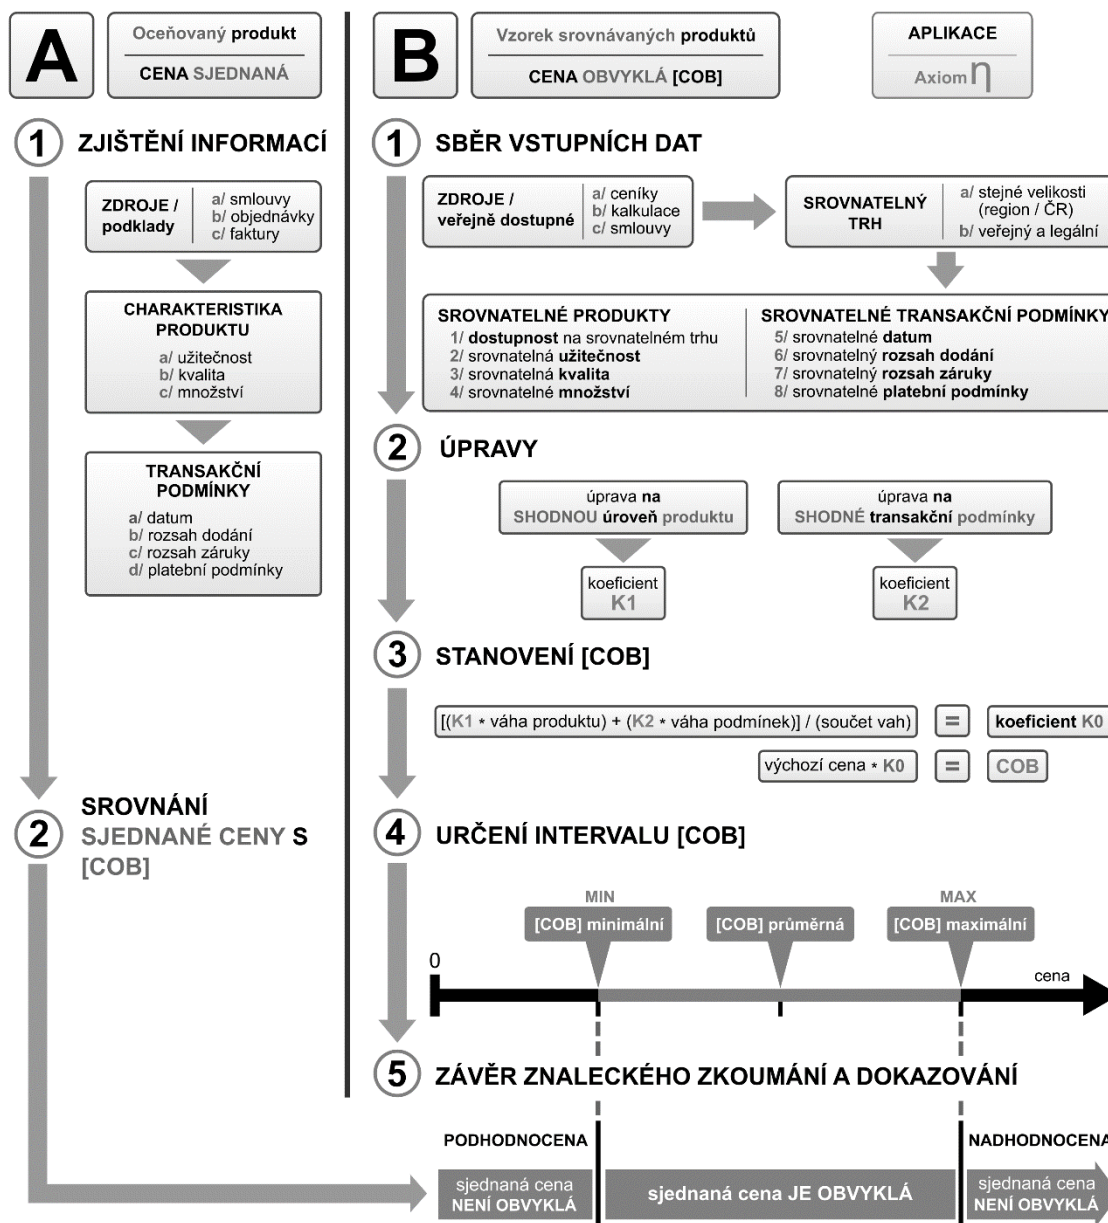 A
Oceňovaný produkt
CENA SJEDNANÁ
B
Vzorek srovnávaných produktů
CENA OBVYKLÁ [COB]
APLIKACE
Axiom η
1
ZJIŠTĚNÍ INFORMACÍ
ZDROJE /
podklady
a/ smlouvy
b/ objednávky
c/ faktury
CHARAKTERISTIKA
PRODUKTU
a/ užitečnost
b/ kvalita
c/ množství
TRANSAKČNÍ
PODMÍNKY
a/ datum
b/ rozsah dodání
c/ rozsah záruky
d/ platební podmínky
2
SROVNÁNÍ
SJEDNANÉ CENY S
[COB]
1
SBĚR VSTUPNÍCH DAT
ZDROJE /
veřejně dostupné
a/ ceníky
b/ kalkulace
c/ smlouvy
SROVNATELNÝ
TRH
a/ stejné velikosti
(region / ČR)
b/ veřejný a legální
SROVNATELNÉ PRODUKTY
1/ dostupnost na srovnatelném trhu
2/ srovnatelná užitečnost
3/ srovnatelná kvalita
4/ srovnatelné množství
SROVNATELNÉ TRANSAKČNÍ PODMÍNKY
5/ srovnatelné datum
6/ srovnatelný rozsah dodání
7/ srovnatelný rozsah záruky
8/ srovnatelné platební podmínky
2
ÚPRAVY
úprava na
SHODNOU úroveň produktu
úprava na
SHODNÉ transakční podmínky
koeficient
K1
koeficient
K2
3
STANOVENÍ [COB]
[(K1 * váha produktu) + (K2 * váha podmínek)] / (součet vah) = koeficient K0
výchozí cena * K0 = COB
4
URČENÍ INTERVALU [COB]
MIN
MAX
[COB] minimální
[COB] průměrná
[COB] maximální
0
cena
5
ZÁVĚR ZNALECKÉHO ZKOUMÁNÍ A DOKAZOVÁNÍ
PODHODNOCENA
NADHODNOCENA
sjednaná cena
NENÍ OBVYKLÁ
sjednaná cena JE OBVYKLÁ
sjednaná cena
NENÍ OBVYKLÁ